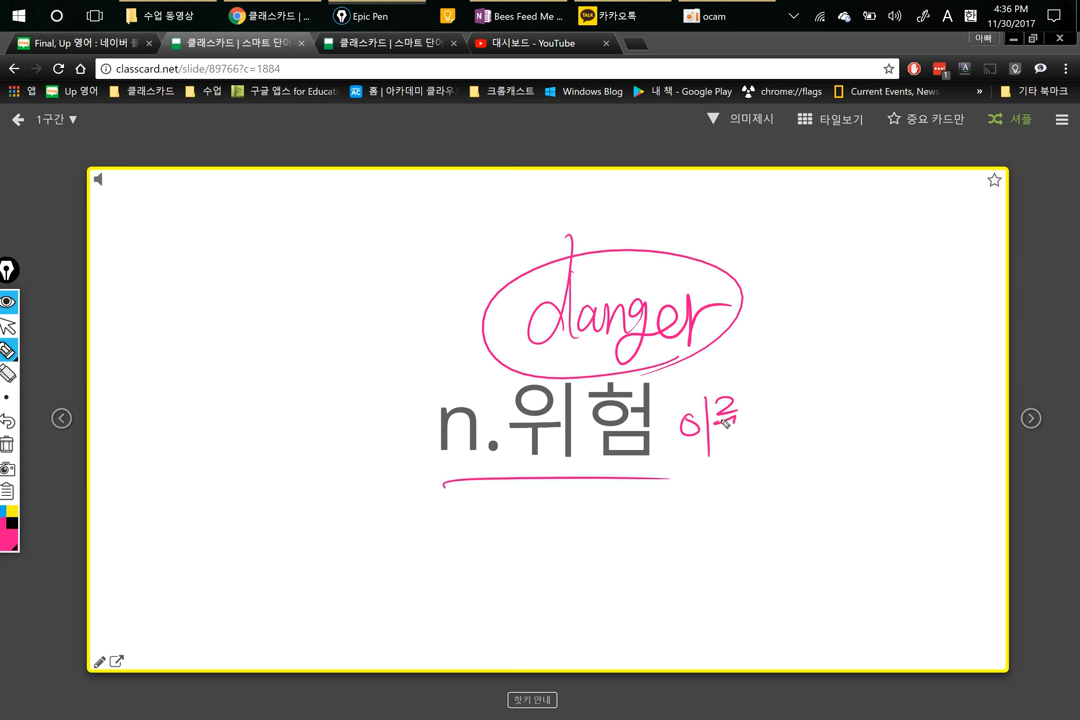 수업 동영상
클래스카드 | ...
Epic Pen
Bees Feed Me ...
카카오톡
ocam
A
한
4:36 PM
11/30/2017
Final, Up 영어 : 네이버
클래스카드 | 스마트 단어
클래스카드 | 스마트 단어
대시보드 - YouTube
아빠
classcard.net/slide/89766?c=1884
앱
Up 영어
클래스카드
수업
구글 앱스 for Educati
홈 | 아카데미 클라우
크롬캐스트
Windows Blog
내 책 - Google Play
chrome://flags
Current Events, News
»
기타 북마크
1구간 ▼
의미제시
타일보기
중요 카드만
셔플
danger
n.위험
핫키 안내